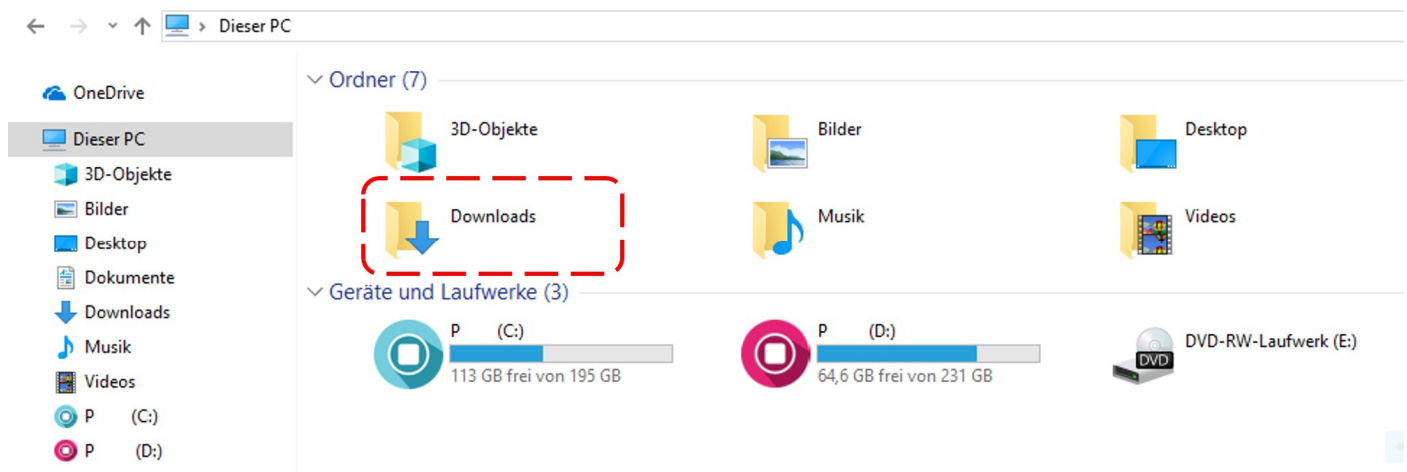 Dieser PC
OneDrive
Dieser PC
3D-Objekte
Bilder
Desktop
Dokumente
Downloads
Musik
Videos
P (C:)
P (D:)
Ordner (7)
3D-Objekte
Bilder
Desktop
Downloads
Musik
Videos
Geräte und Laufwerke (3)
P (C:)
113 GB frei von 195 GB
P (D:)
64,6 GB frei von 231 GB
DVD
DVD-RW-Laufwerk (E:)